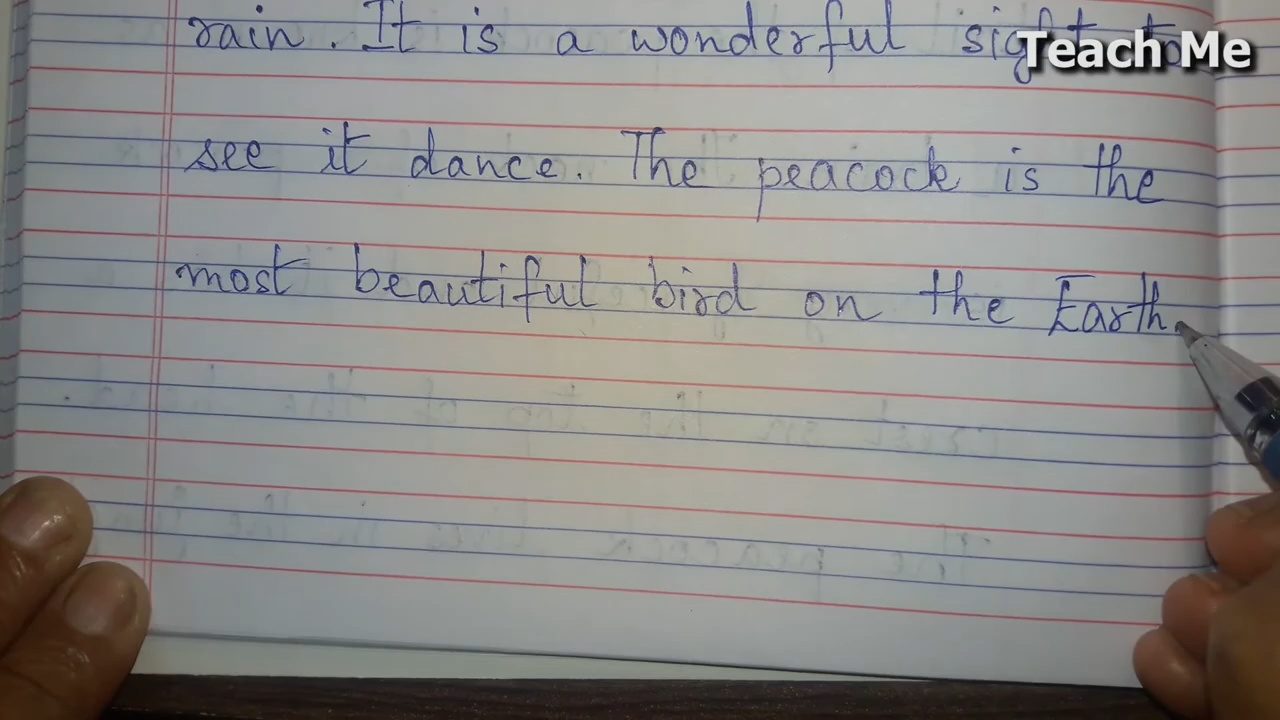 rain. It is a wonderful sight to
Teach Me
see it dance. The peacock is the
most beautiful bird on the Earth.